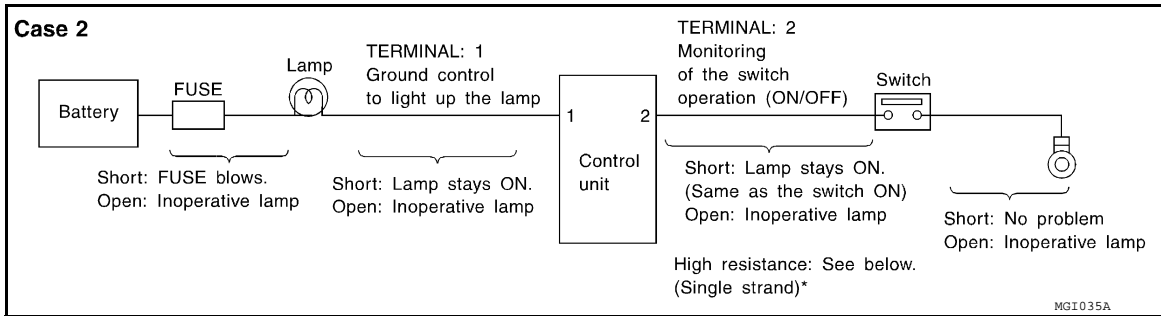 Case 2
Battery
FUSE
Lamp
TERMINAL: 1
Ground control
to light up the lamp
1
2
Control
unit
TERMINAL: 2
Monitoring
of the switch
operation (ON/OFF)
Switch
Short: FUSE blows.
Open: Inoperative lamp
Short: Lamp stays ON.
Open: Inoperative lamp
Short: Lamp stays ON.
(Same as the switch ON)
Open: Inoperative lamp
High resistance: See below.
(Single strand)*
Short: No problem
Open: Inoperative lamp
MGI035A